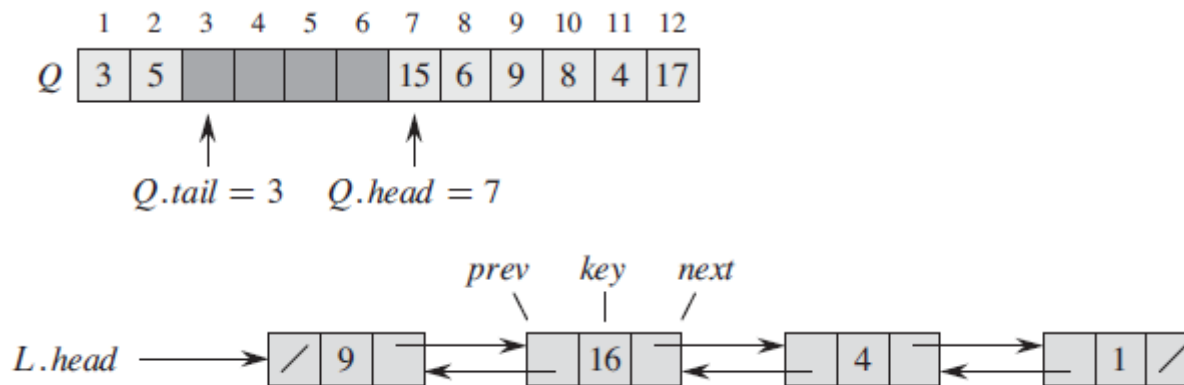 1 2 3 4 5 6 7 8 9 10 11 12
Q 3 5 15 6 9 8 4 17
Q.tail = 3 Q.head = 7
prev key next
L.head / 9 16 4 1 /